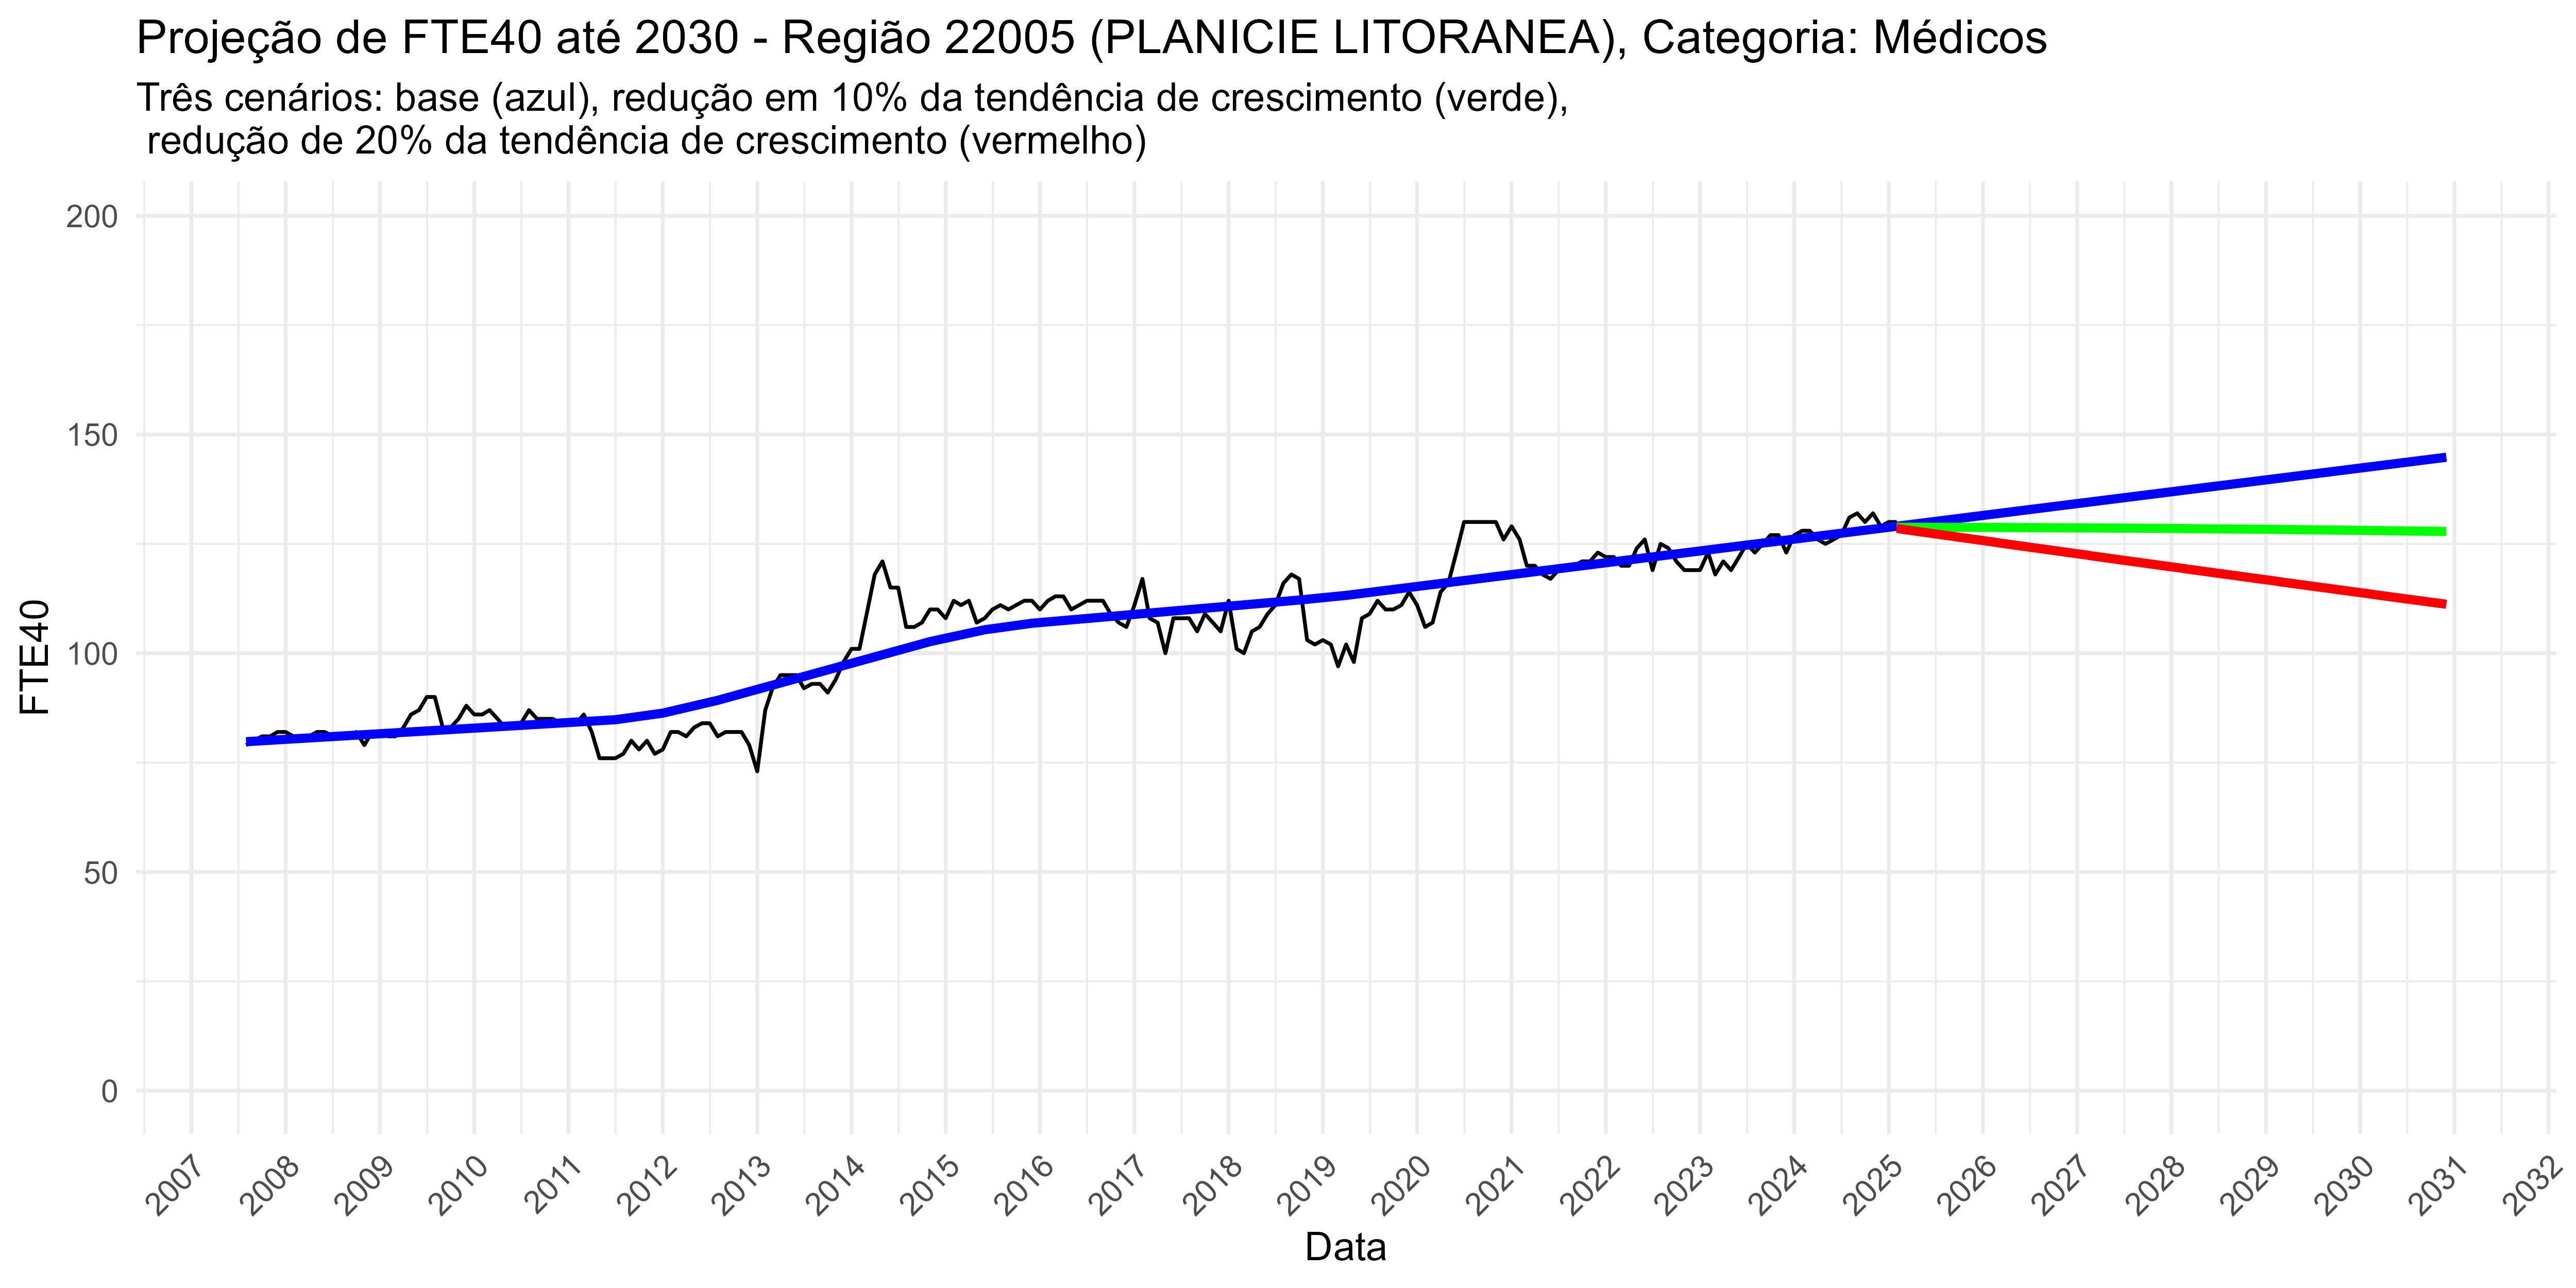 Projeção de FTE40 até 2030 - Região 22005 (PLANICIE LITORANEA), Categoria: Médicos
Três cenários: base (azul), redução em 10% da tendência de crescimento (verde),
redução de 20% da tendência de crescimento (vermelho)
200
150
100
50
0
FTE40
2007 2008 2009 2010 2011 2012 2013 2014 2015 2016 2017 2018 2019 2020 2021 2022 2023 2024 2025 2026 2027 2028 2029 2030 2031 2032
Data